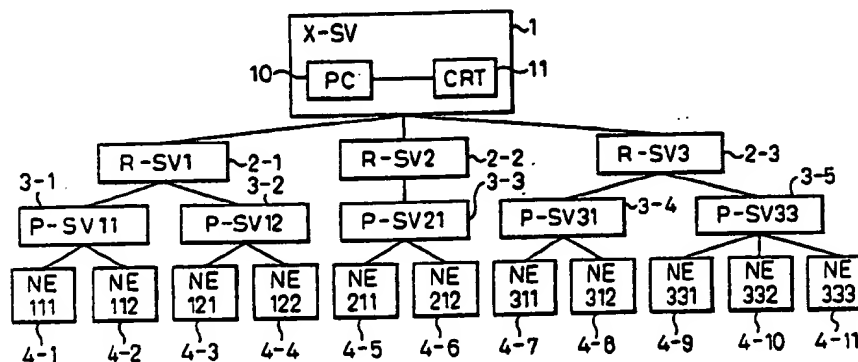 X-SV
1
10
PC
CRT
11
R-SV1
2-1
R-SV2
2-2
R-SV3
2-3
3-1
P-SV11
3-2
P-SV12
3-3
P-SV21
P-SV31
3-4
3-5
P-SV33
NE
111
NE
112
NE
121
NE
122
NE
211
NE
212
NE
311
NE
312
NE
331
NE
332
NE
333
4-1
4-2
4-3
4-4
4-5
4-6
4-7
4-8
4-9
4-10
4-11